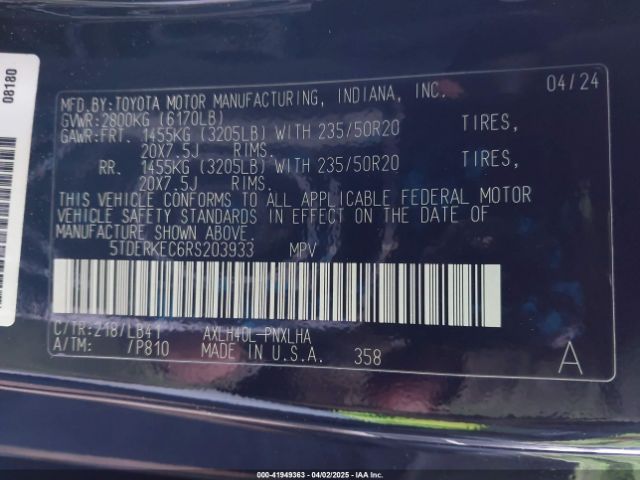 08180
04/24
MFD.BY:TOYOTA MOTOR MANUFACTURING, INDIANA, INC.
GVWR:2800KG (6170LB)
GAWR:FRT. 1455KG (3205LB) WITH 235/50R20 TIRES,
20X7.5J RIMS.
RR. 1455KG (3205LB) WITH 235/50R20 TIRES,
20X7.5J RIMS.
THIS VEHICLE CONFORMS TO ALL APPLICABLE FEDERAL MOTOR
VEHICLE SAFETY STANDARDS IN EFFECT ON THE DATE OF
MANUFACTURE SHOWN ABOVE.
5TDERKEC6RS203933 MPV
C/TR:218/LB41 AXLH40L-PNXLHA
A/TM: /P810 MADE IN U.S.A. 358 A
000-41949363 - 04/02/2025 - IAA Inc.